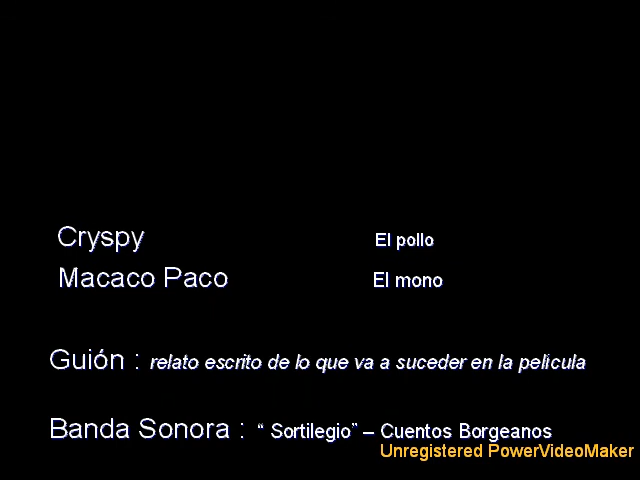 Cryspy El pollo
Macaco Paco El mono
Guión : relato escrito de lo que va a suceder en la película
Banda Sonora : “ Sortilegio” – Cuentos Borgeanos
Unregistered PowerVideoMaker